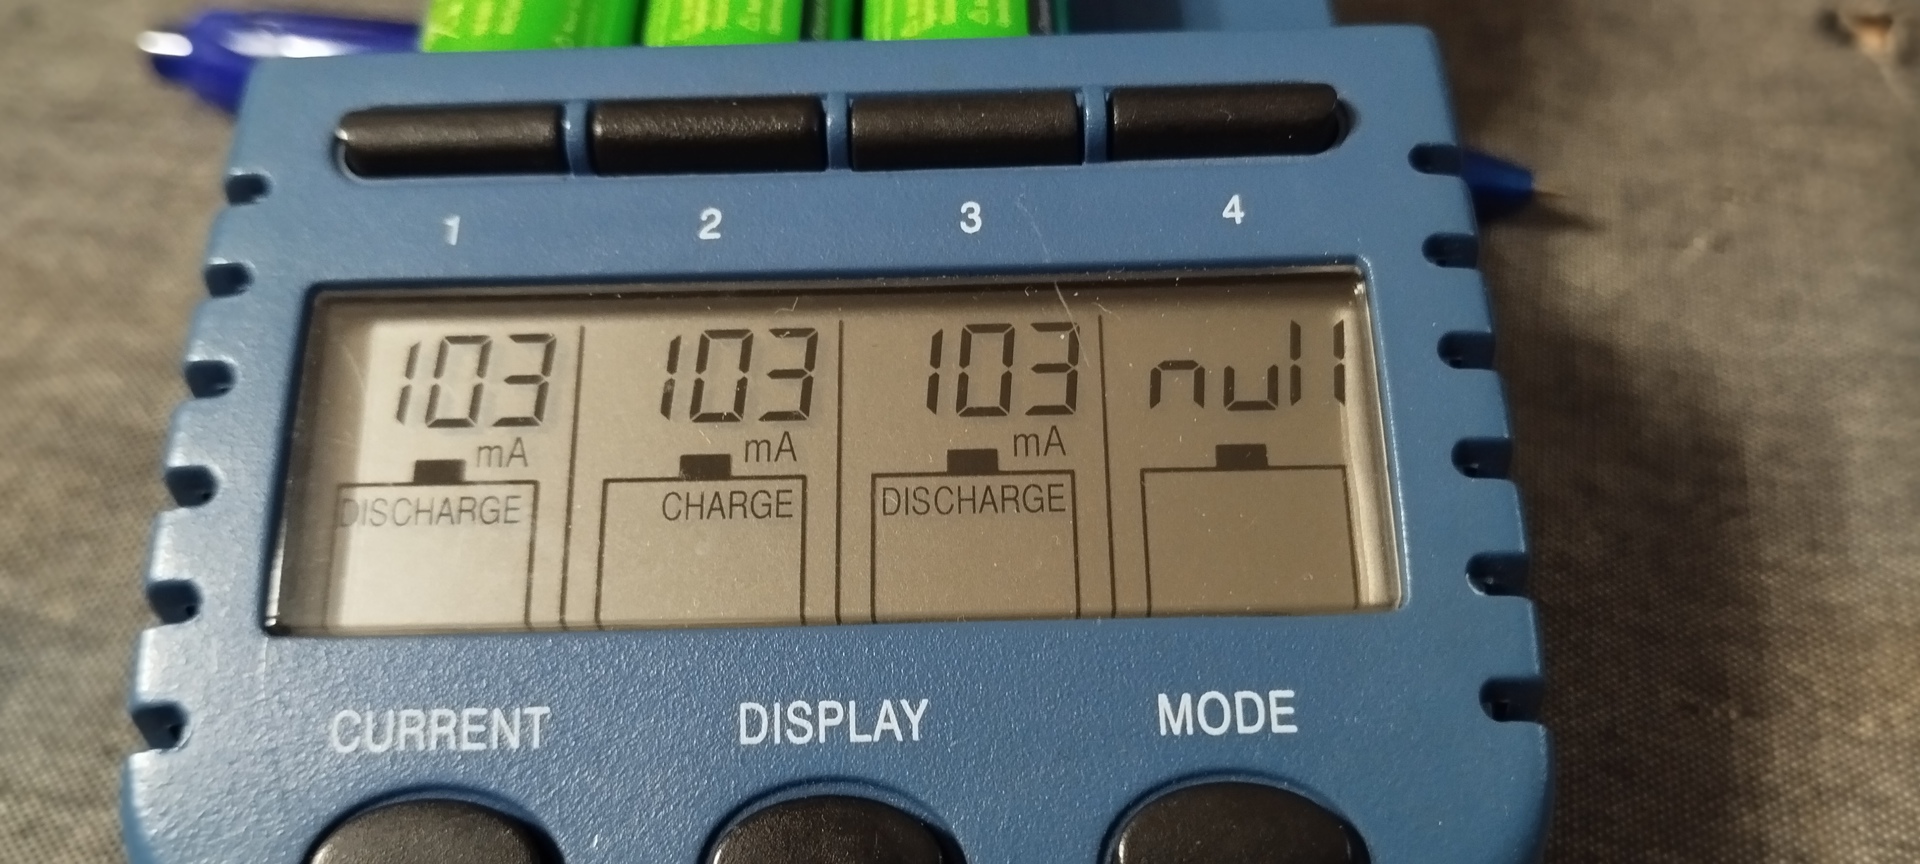 1 2 3 4
103 103 103 null
mA mA mA
DISCHARGE CHARGE DISCHARGE
CURRENT DISPLAY MODE